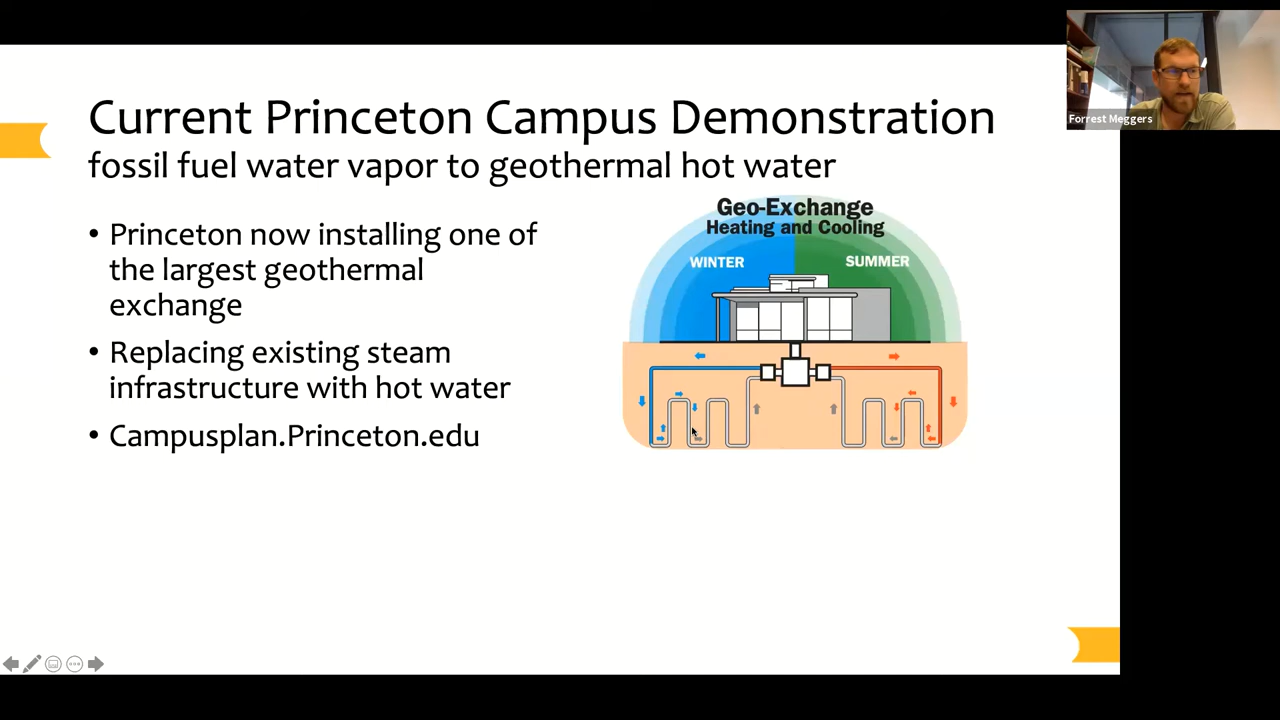 Current Princeton Campus Demonstration
fossil fuel water vapor to geothermal hot water
• Princeton now installing one of
the largest geothermal
exchange
• Replacing existing steam
infrastructure with hot water
• Campusplan.Princeton.edu
Geo-Exchange
Heating and Cooling
WINTER
SUMMER
Forrest Meggers